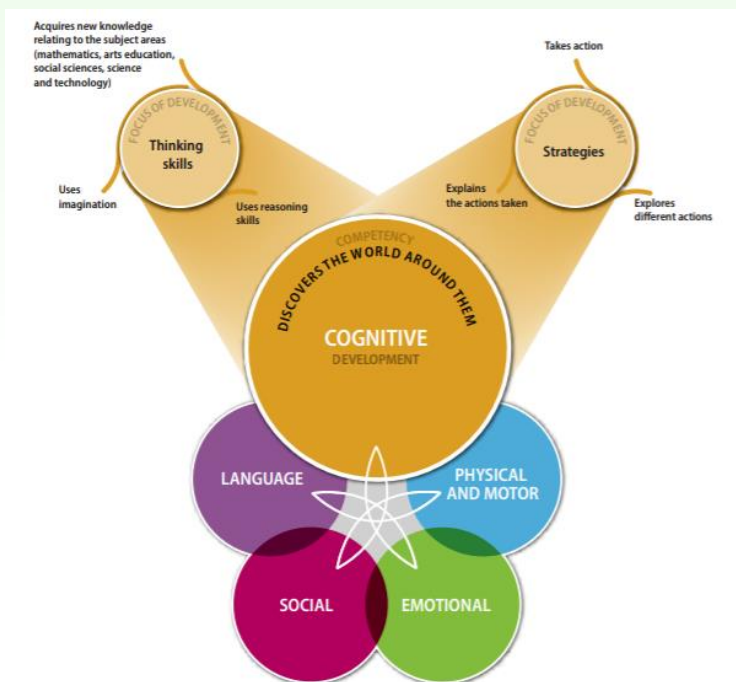 Acquires new knowledge
relating to the subject areas
(mathematics, arts education,
social sciences, science
and technology)
FOCUS OF DEVELOPMENT
Thinking
skills
Uses
imagination
Uses reasoning
skills
Takes action
FOCUS OF DEVELOPMENT
Strategies
Explains
the actions taken
Explores
different actions
COMPETENCY
DISCOVERS THE WORLD AROUND THEM
COGNITIVE
DEVELOPMENT
LANGUAGE
PHYSICAL
AND MOTOR
SOCIAL
EMOTIONAL